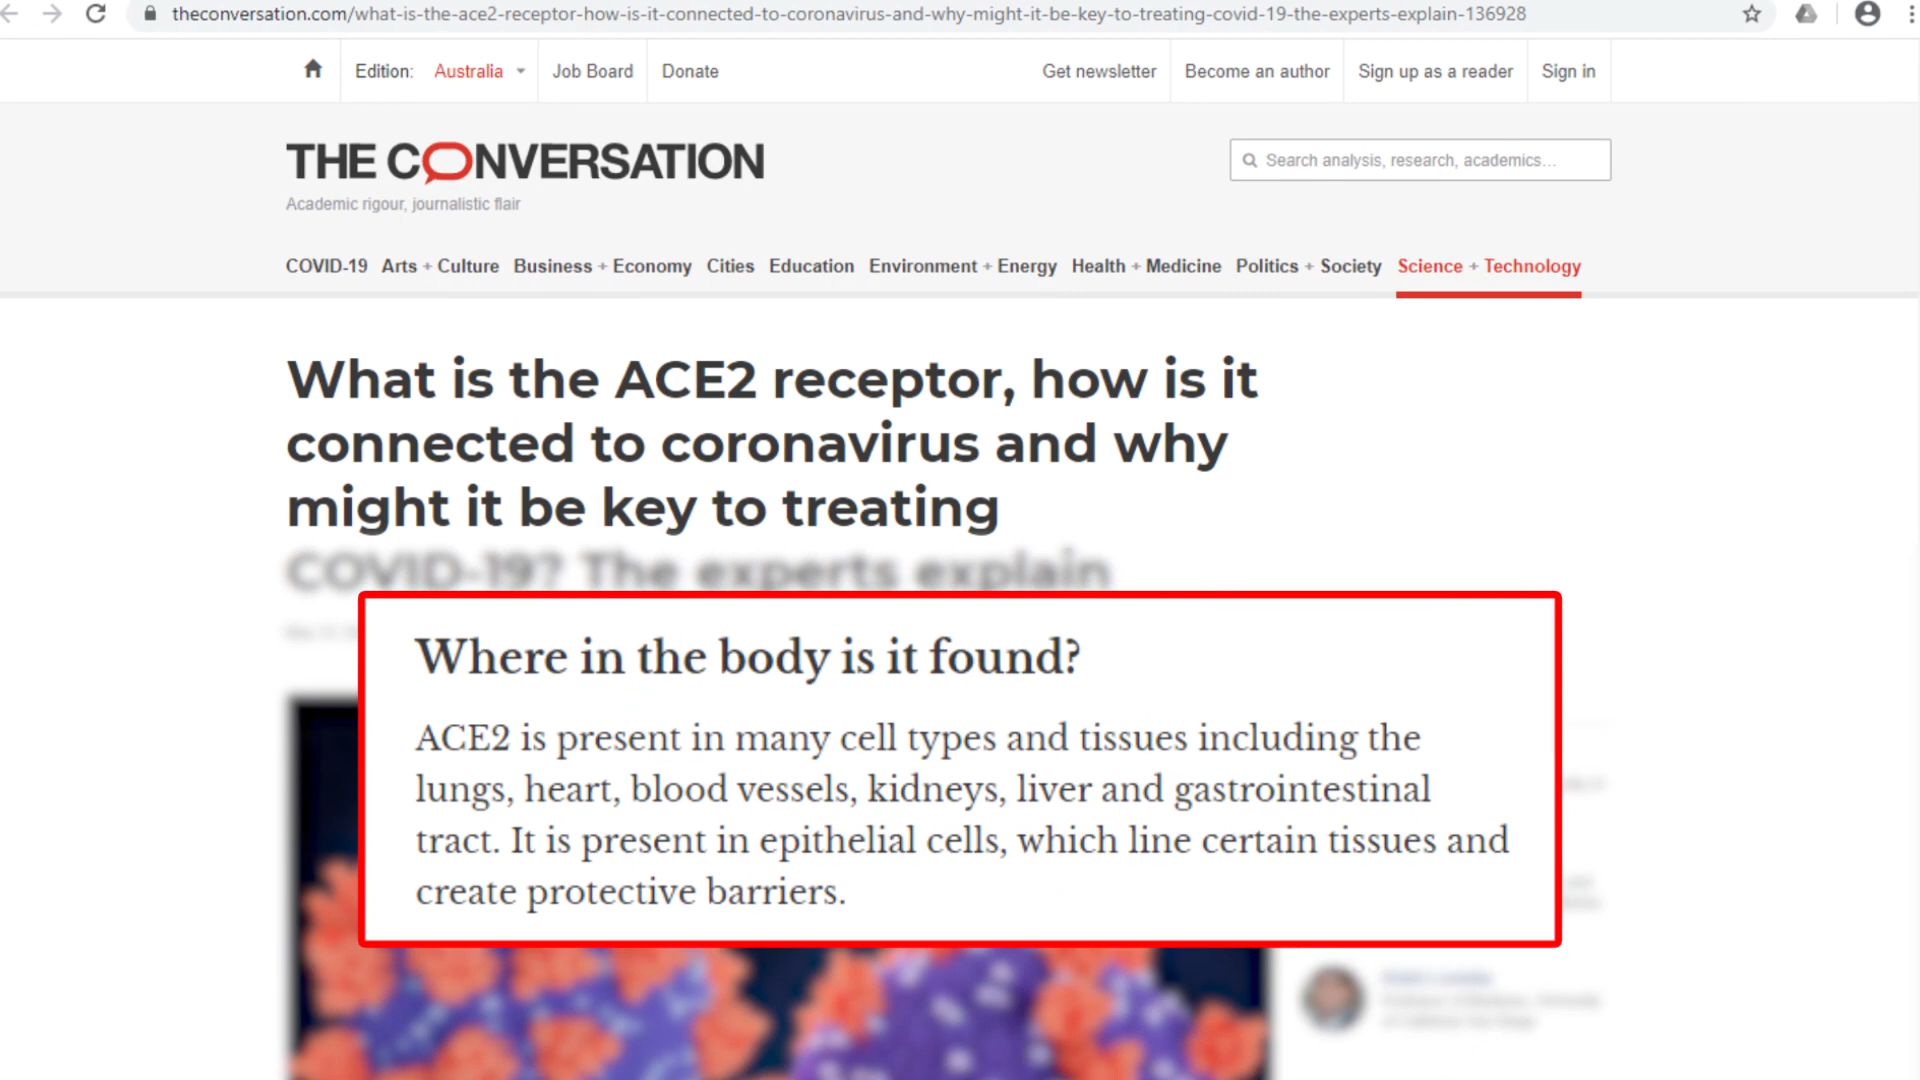 theconversation.com/what-is-the-ace2-receptor-how-is-it-connected-to-coronavirus-and-why-might-it-be-key-to-treating-covid-19-the-experts-explain-136928
Edition: Australia Job Board Donate Get newsletter Become an author Sign up as a reader Sign in
THE CONVERSATION
Search analysis, research, academics...
Academic rigour, journalistic flair
COVID-19 Arts + Culture Business + Economy Cities Education Environment + Energy Health + Medicine Politics + Society Science + Technology
What is the ACE2 receptor, how is it
connected to coronavirus and why
might it be key to treating
COVID-19? The experts explain
Where in the body is it found?
ACE2 is present in many cell types and tissues including the
lungs, heart, blood vessels, kidneys, liver and gastrointestinal
tract. It is present in epithelial cells, which line certain tissues and
create protective barriers.